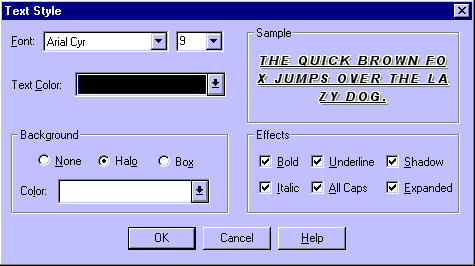 Text Style
Font: Arial Cyr 9
Text Color:
Sample
THE QUICK BROWN FO
X JUMPS OVER THE LA
ZY DOG.
Background
None Halo Box
Color:
Effects
Bold Underline Shadow
Italic All Caps Expanded
OK Cancel Help